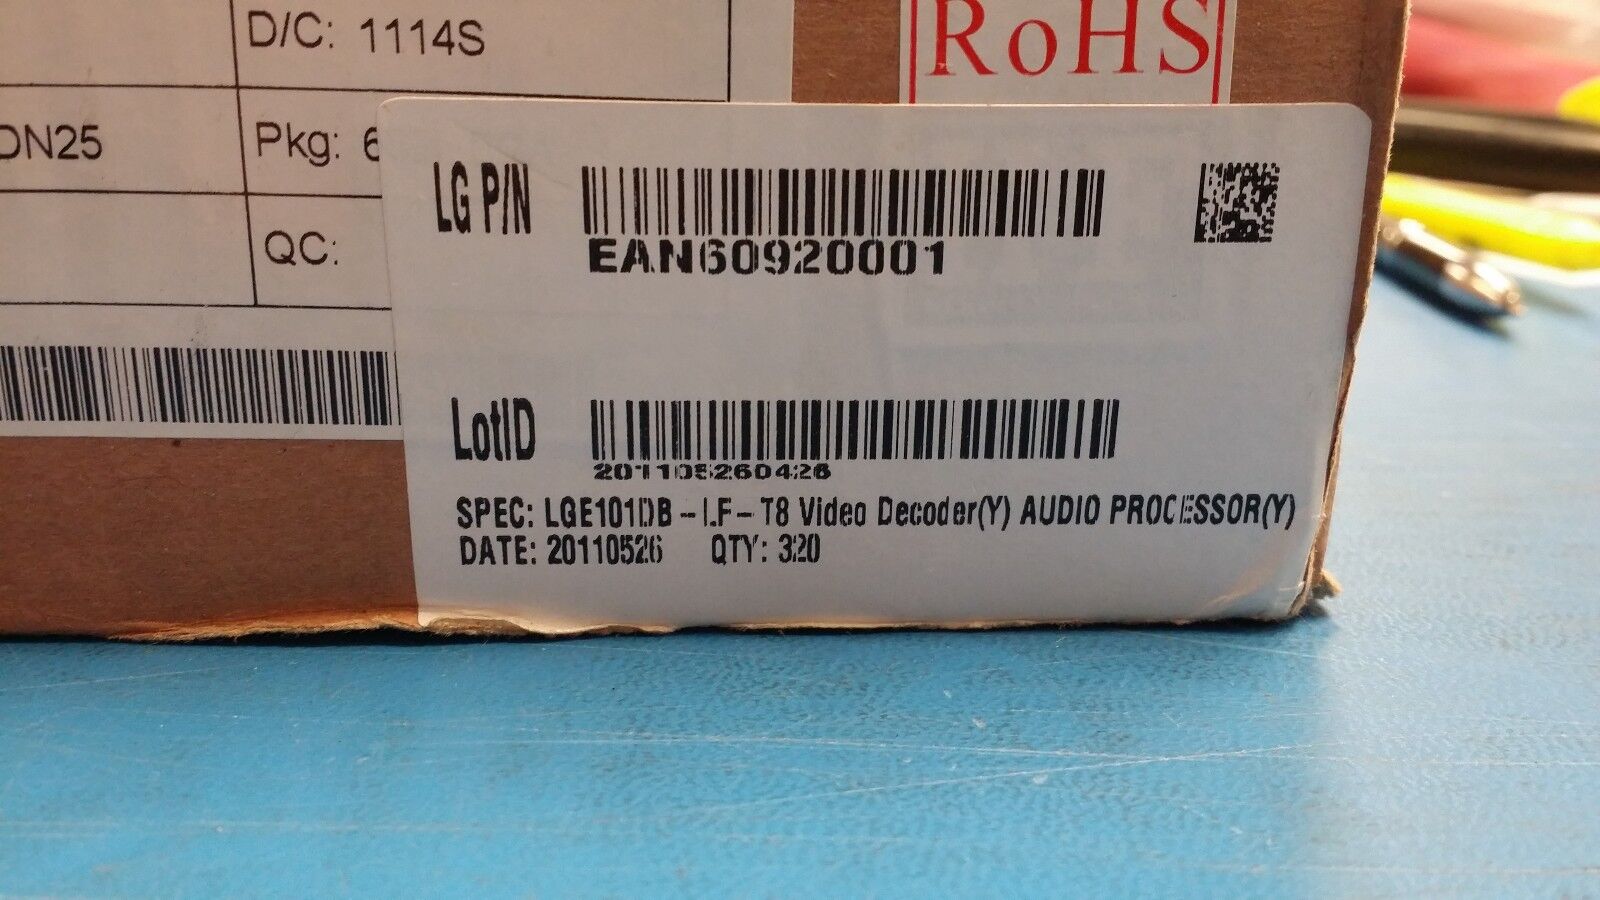 D/C: 1114S
RoHS
DN25
Pkg: 6
QC:
LG P/N
EAN60920001
LotID
201105260426
SPEC: LGE101DB-LF-T8 Video Decoder(Y) AUDIO PROCESSOR(Y)
DATE: 20110526 QTY: 320